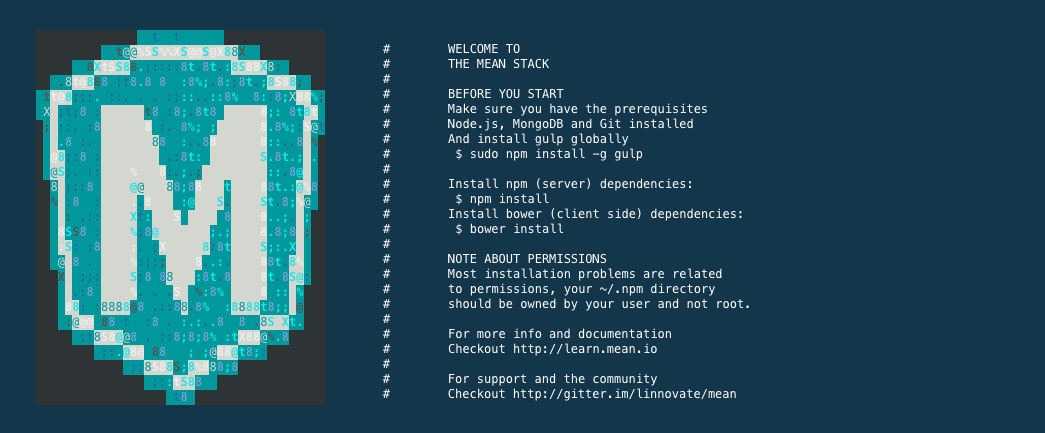 # WELCOME TO
# THE MEAN STACK
#
# BEFORE YOU START
# Make sure you have the prerequisites
# Node.js, MongoDB and Git installed
# And install gulp globally
# $ sudo npm install -g gulp
#
# Install npm (server) dependencies:
# $ npm install
# Install bower (client side) dependencies:
# $ bower install
#
# NOTE ABOUT PERMISSIONS
# Most installation problems are related
# to permissions, your ~/.npm directory
# should be owned by your user and not root.
#
# For more info and documentation
# Checkout http://learn.mean.io
#
# For support and the community
# Checkout http://gitter.im/linnovate/mean